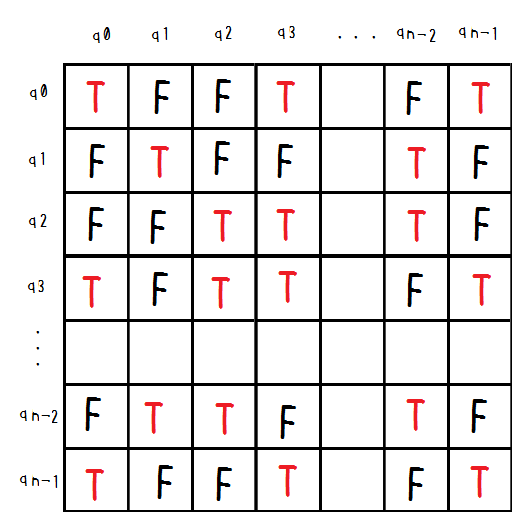 q0 q1 q2 q3 . . . qn-2 qn-1
q0 T F F T F T
q1 F T F F T F
q2 F F T T T F
q3 T F T T F T
.
.
.
qn-2 F T T F T F
qn-1 T F F T F T